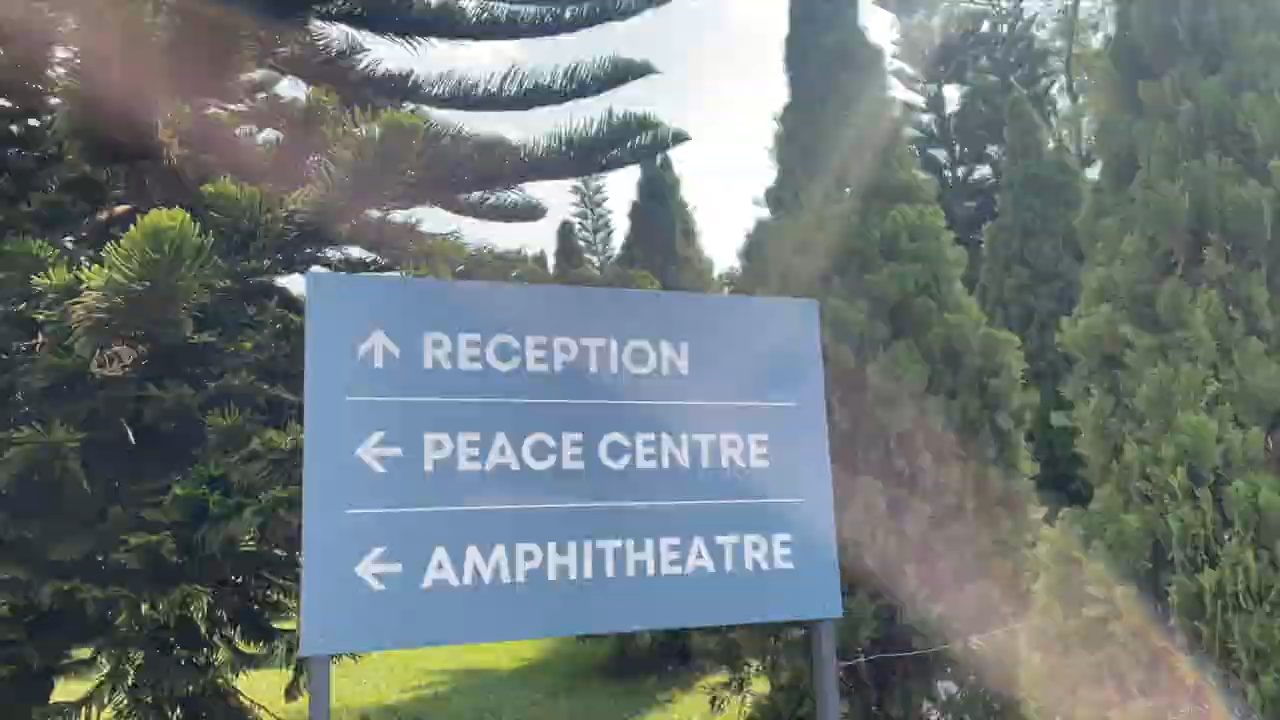 ↑ RECEPTION
← PEACE CENTRE
← AMPHITHEATRE